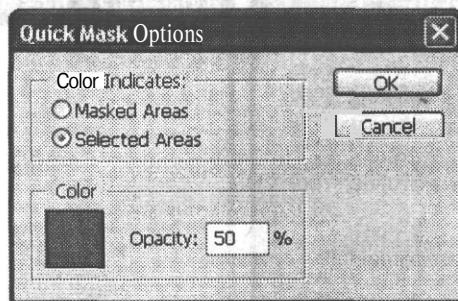 Quick Mask Options
Color Indicates:
Masked Areas
Selected Areas
OK
Cancel
Color
Opacity: 50 %